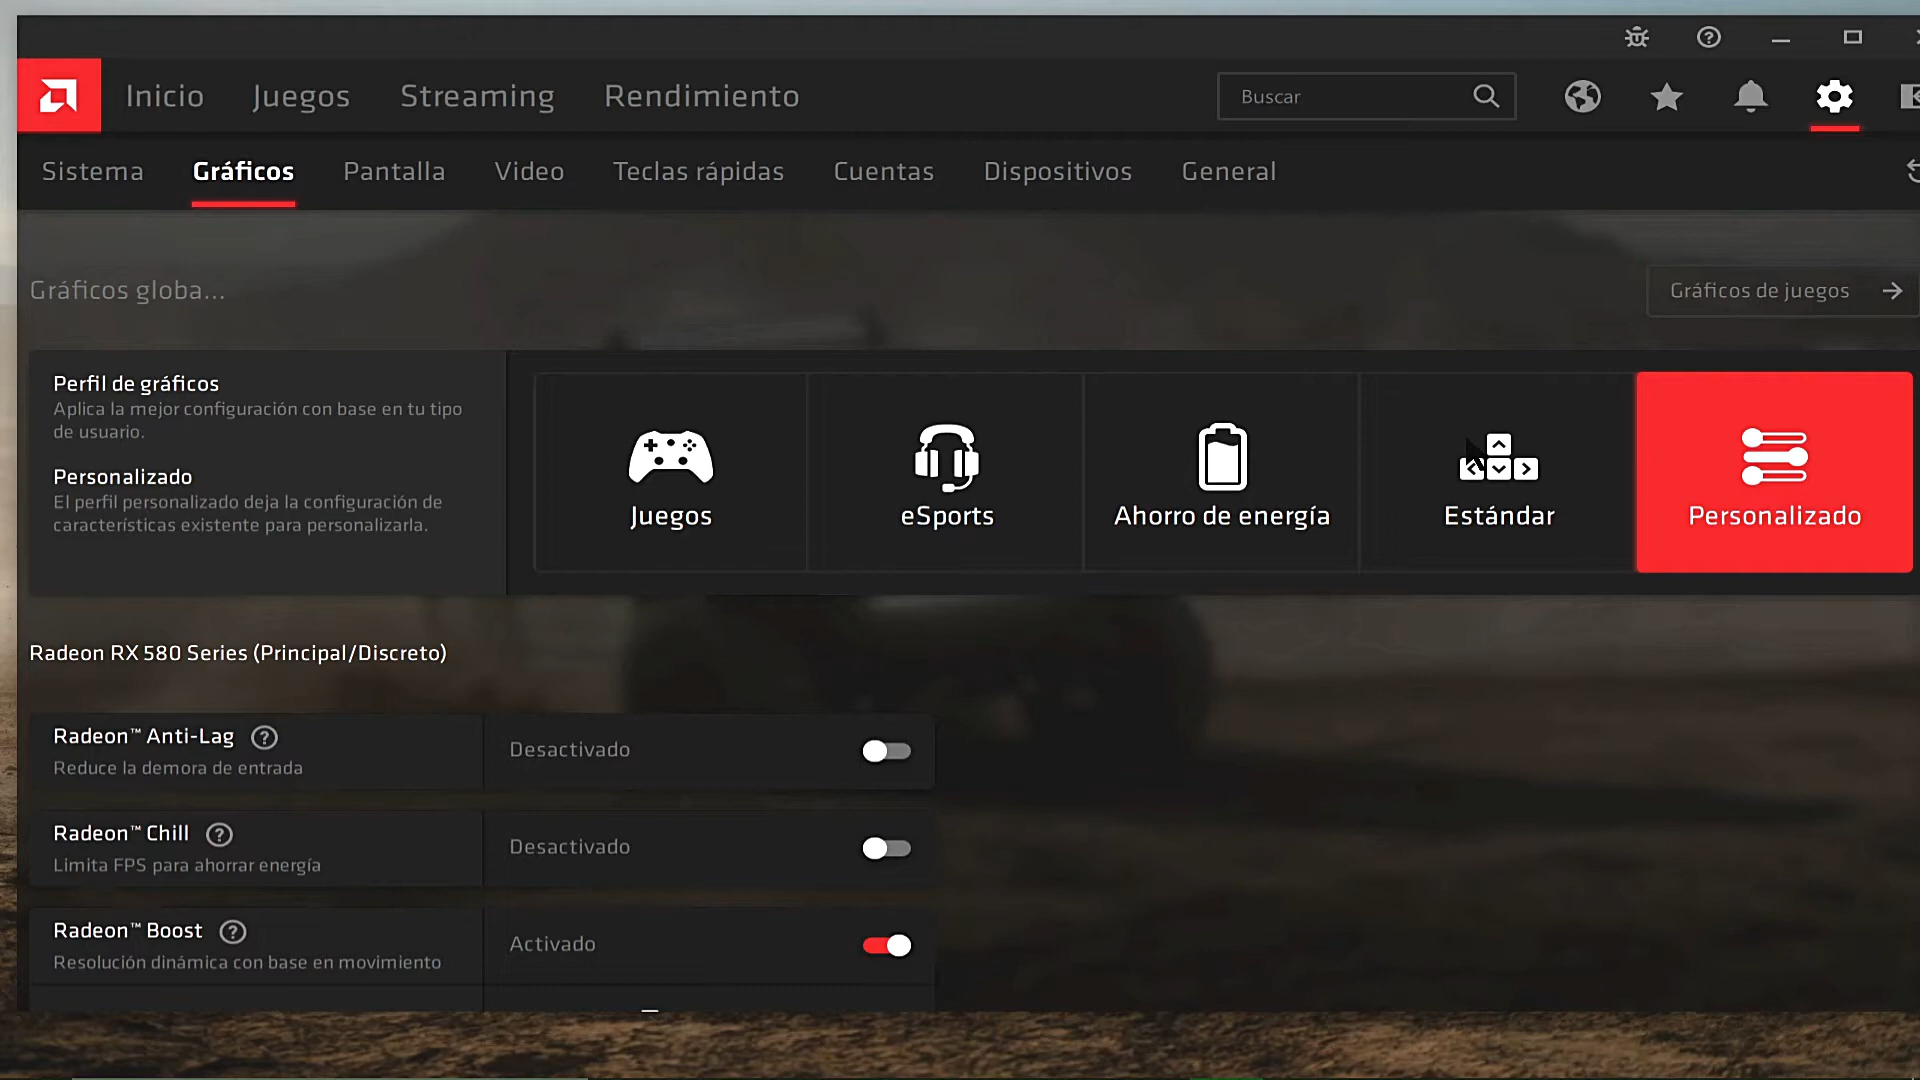 Inicio
Juegos
Streaming
Rendimiento
Buscar
Sistema
Gráficos
Pantalla
Video
Teclas rápidas
Cuentas
Dispositivos
General
Gráficos globa...
Gráficos de juegos
Perfil de gráficos
Aplica la mejor configuración con base en tu tipo
de usuario.
Personalizado
El perfil personalizado deja la configuración de
características existente para personalizarla.
Juegos
eSports
Ahorro de energía
Estándar
Personalizado
Radeon RX 580 Series (Principal/Discreto)
Radeon™ Anti-Lag
Reduce la demora de entrada
Desactivado
Radeon™ Chill
Limita FPS para ahorrar energía
Desactivado
Radeon™ Boost
Resolución dinámica con base en movimiento
Activado